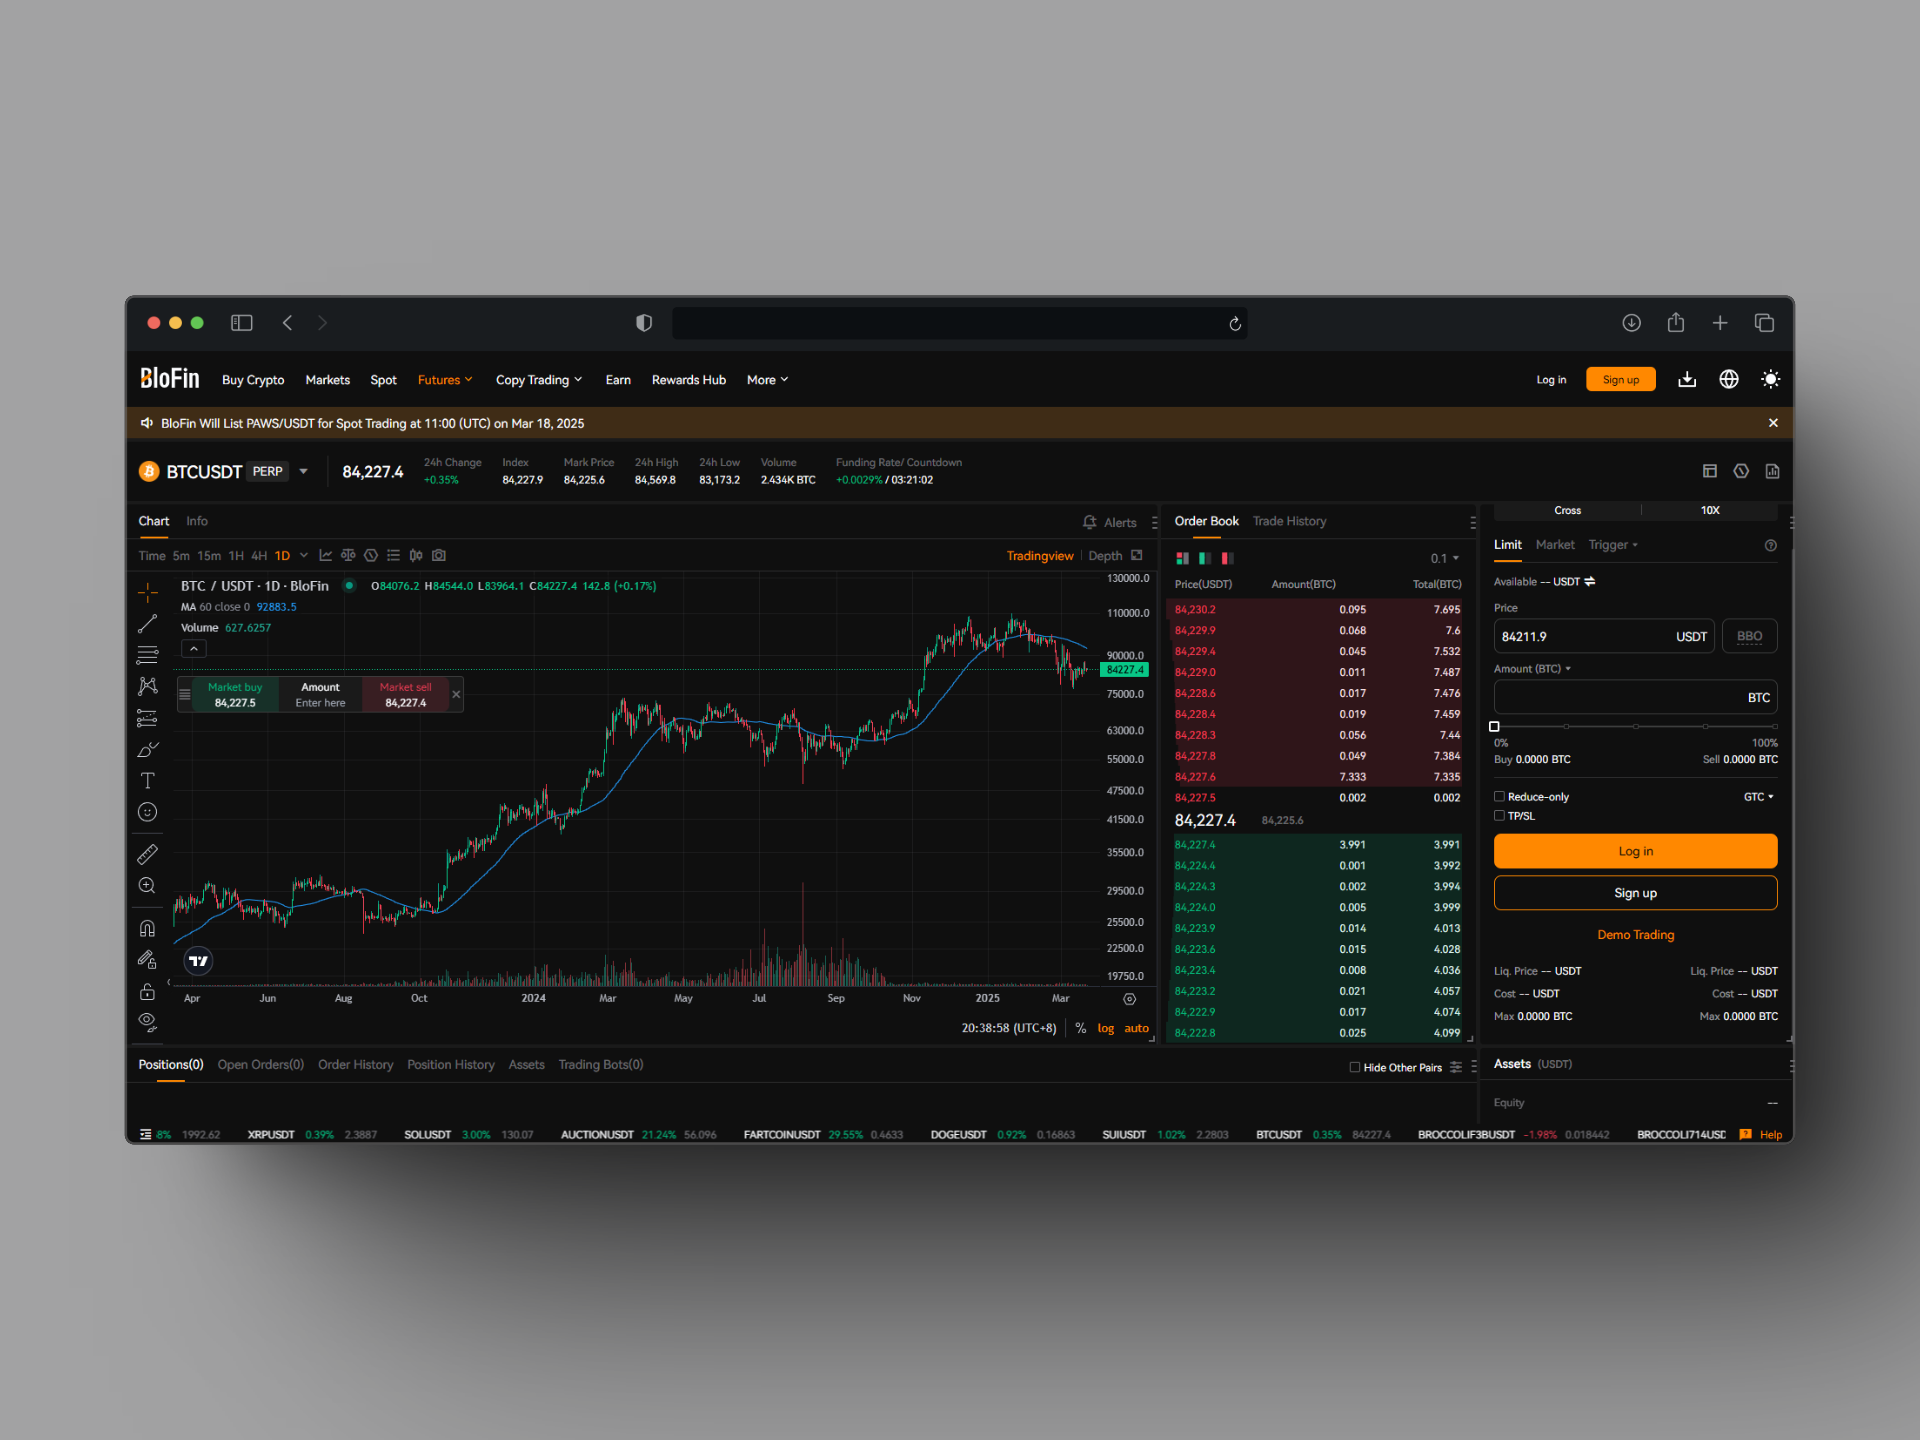 BloFin Buy Crypto Markets Spot Futures Copy Trading Earn Rewards Hub More Log in Sign up
BloFin Will List PAWS/USDT for Spot Trading at 11:00 (UTC) on Mar 18, 2025
BTCUSDT PERP 84,227.4
24h Change Index Mark Price 24h High 24h Low Volume Funding Rate/ Countdown
+0.35% 84,227.9 84,225.6 84,569.8 83,173.2 2.434K BTC +0.0029% / 03:21:02
Chart Info Alerts
Time 5m 15m 1H 4H 1D Tradingview Depth
BTC / USDT · 1D · BloFin O84076.2 H84544.0 L83964.1 C84227.4 142.8 (+0.17%)
MA 60 close 0 92883.5
Volume 627.6257
Market buy Amount Market sell
84,227.5 Enter here 84,227.4
130000.0
110000.0
90000.0
84227.4
75000.0
63000.0
55000.0
47500.0
41500.0
35500.0
29500.0
25500.0
22500.0
19750.0
Apr Jun Aug Oct 2024 Mar May Jul Sep Nov 2025 Mar
20:38:58 (UTC+8) % log auto
Order Book Trade History
0.1
Price(USDT) Amount(BTC) Total(BTC)
84,230.2 0.095 7.695
84,229.9 0.068 7.6
84,229.4 0.045 7.532
84,229.0 0.011 7.487
84,228.6 0.017 7.476
84,228.4 0.019 7.459
84,228.3 0.056 7.44
84,227.8 0.049 7.384
84,227.6 7.333 7.335
84,227.5 0.002 0.002
84,227.4 84,225.6
84,227.4 3.991 3.991
84,224.4 0.001 3.992
84,224.3 0.002 3.994
84,224.0 0.005 3.999
84,223.9 0.014 4.013
84,223.6 0.015 4.028
84,223.4 0.008 4.036
84,223.2 0.021 4.057
84,222.9 0.017 4.074
84,222.8 0.025 4.099
Cross 10X
Limit Market Trigger
Available -- USDT
Price
84211.9 USDT BBO
Amount (BTC)
BTC
0% 100%
Buy 0.0000 BTC Sell 0.0000 BTC
Reduce-only GTC
TP/SL
Log in
Sign up
Demo Trading
Liq. Price -- USDT Liq. Price -- USDT
Cost -- USDT Cost -- USDT
Max 0.0000 BTC Max 0.0000 BTC
Positions(0) Open Orders(0) Order History Position History Assets Trading Bots(0) Hide Other Pairs
Assets (USDT)
Equity --
8% 1992.62 XRPUSDT 0.39% 2.3887 SOLUSDT 3.00% 130.07 AUCTIONUSDT 21.24% 56.096 FARTCOINUSDT 29.55% 0.4633 DOGEUSDT 0.92% 0.16863 SUIUSDT 1.02% 2.2803 BTCUSDT 0.35% 84227.4 BROCCOLIF3BUSDT -1.98% 0.018442 BROCCOLI714USD Help